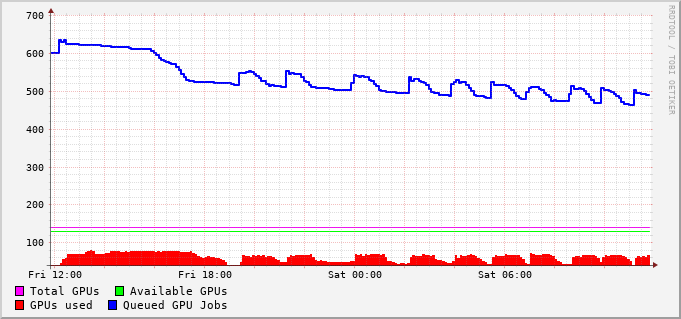 700
600
500
400
300
200
100
Fri 12:00 Fri 18:00 Sat 00:00 Sat 06:00
Total GPUs Available GPUs
GPUs used Queued GPU Jobs
RRDTOOL / TOBI OETIKER